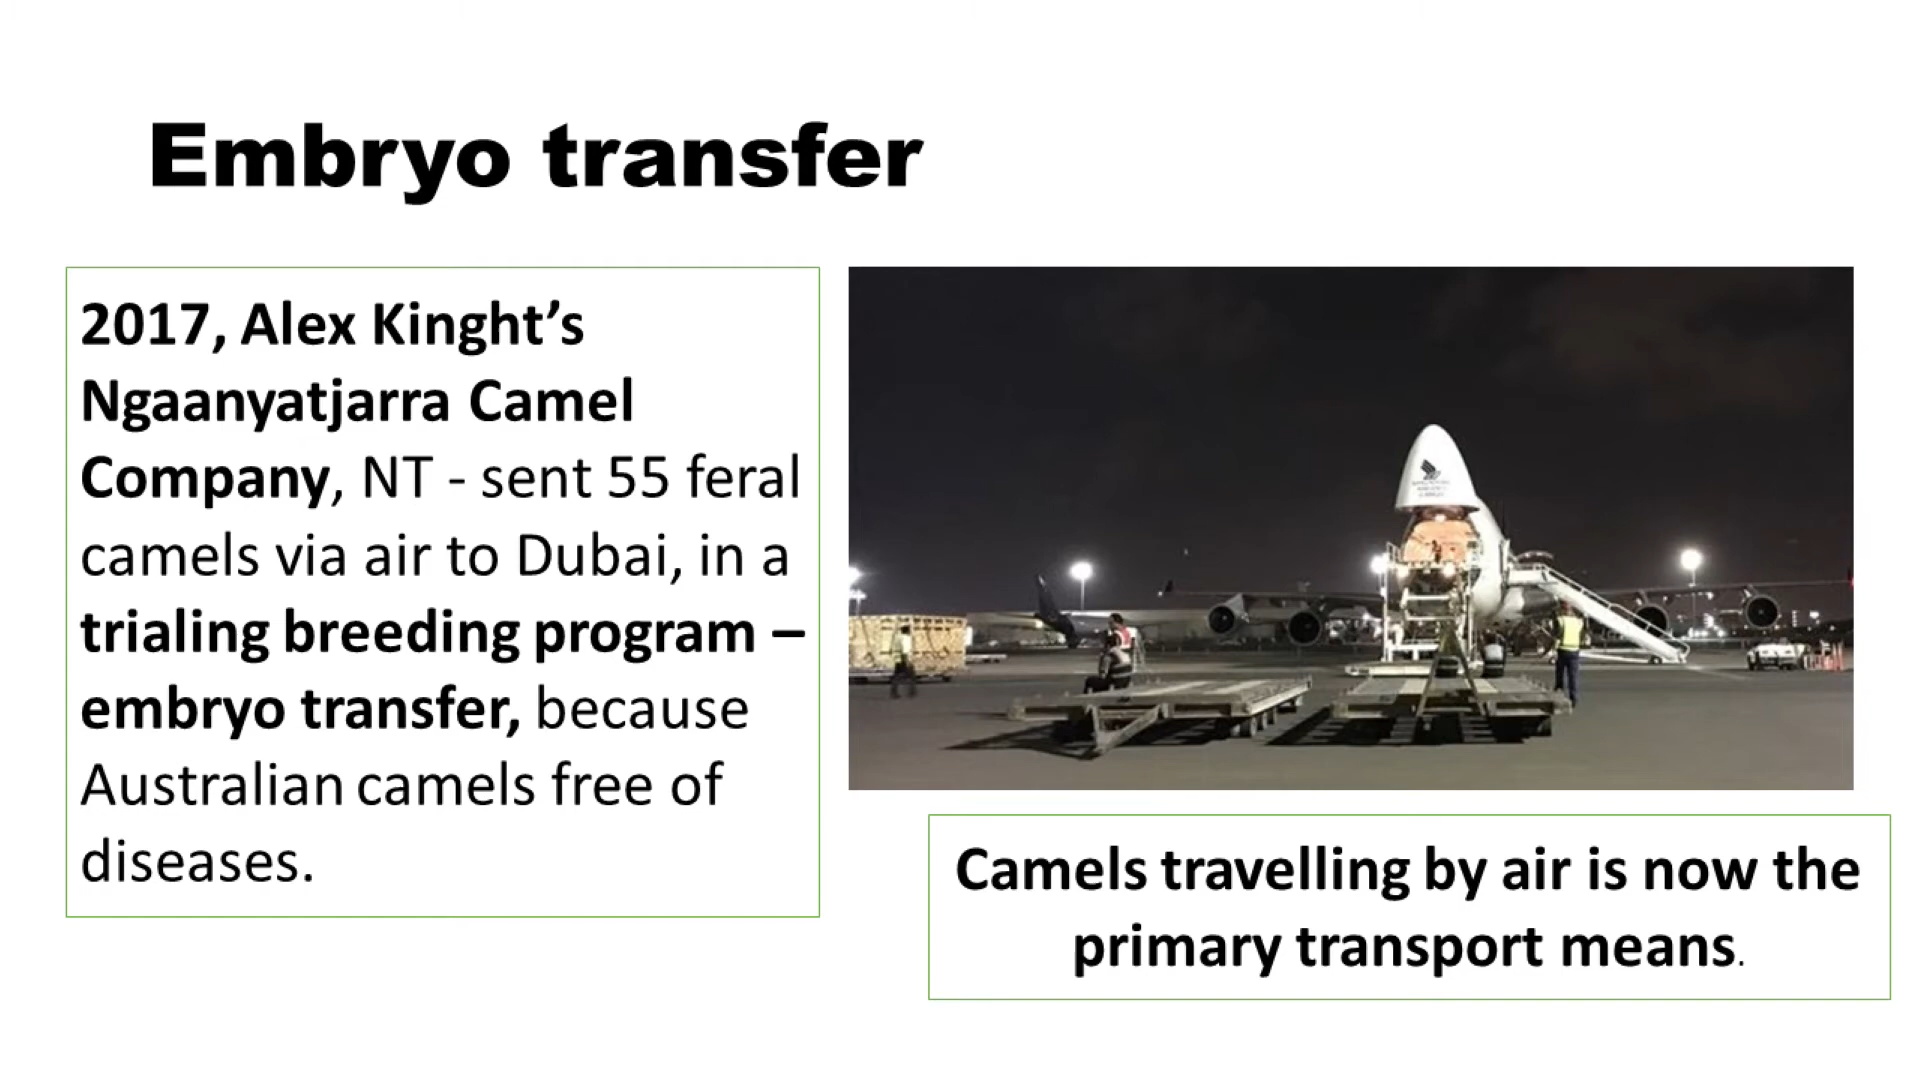 Embryo transfer
2017, Alex Kinght’s
Ngaanyatjarra Camel
Company, NT - sent 55 feral
camels via air to Dubai, in a
trialing breeding program –
embryo transfer, because
Australian camels free of
diseases.
Camels travelling by air is now the
primary transport means.